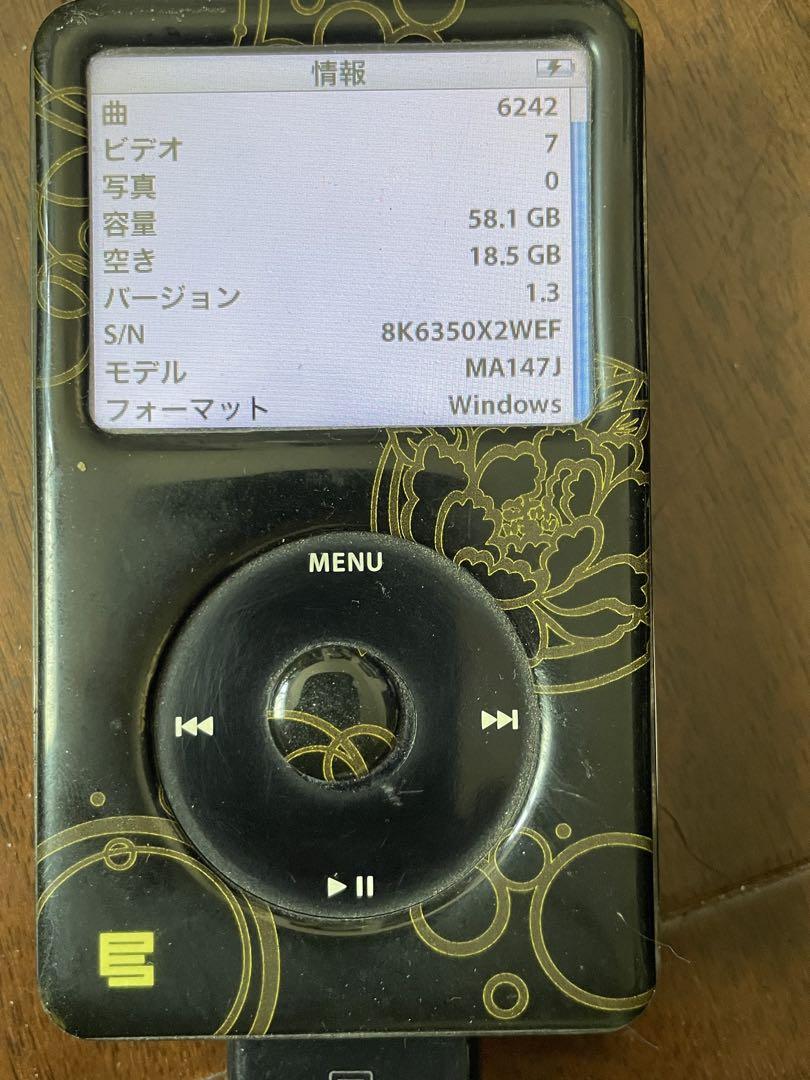 情報
曲 6242
ビデオ 7
写真 0
容量 58.1 GB
空き 18.5 GB
バージョン 1.3
S/N 8K6350X2WEF
モデル MA147J
フォーマット Windows
MENU